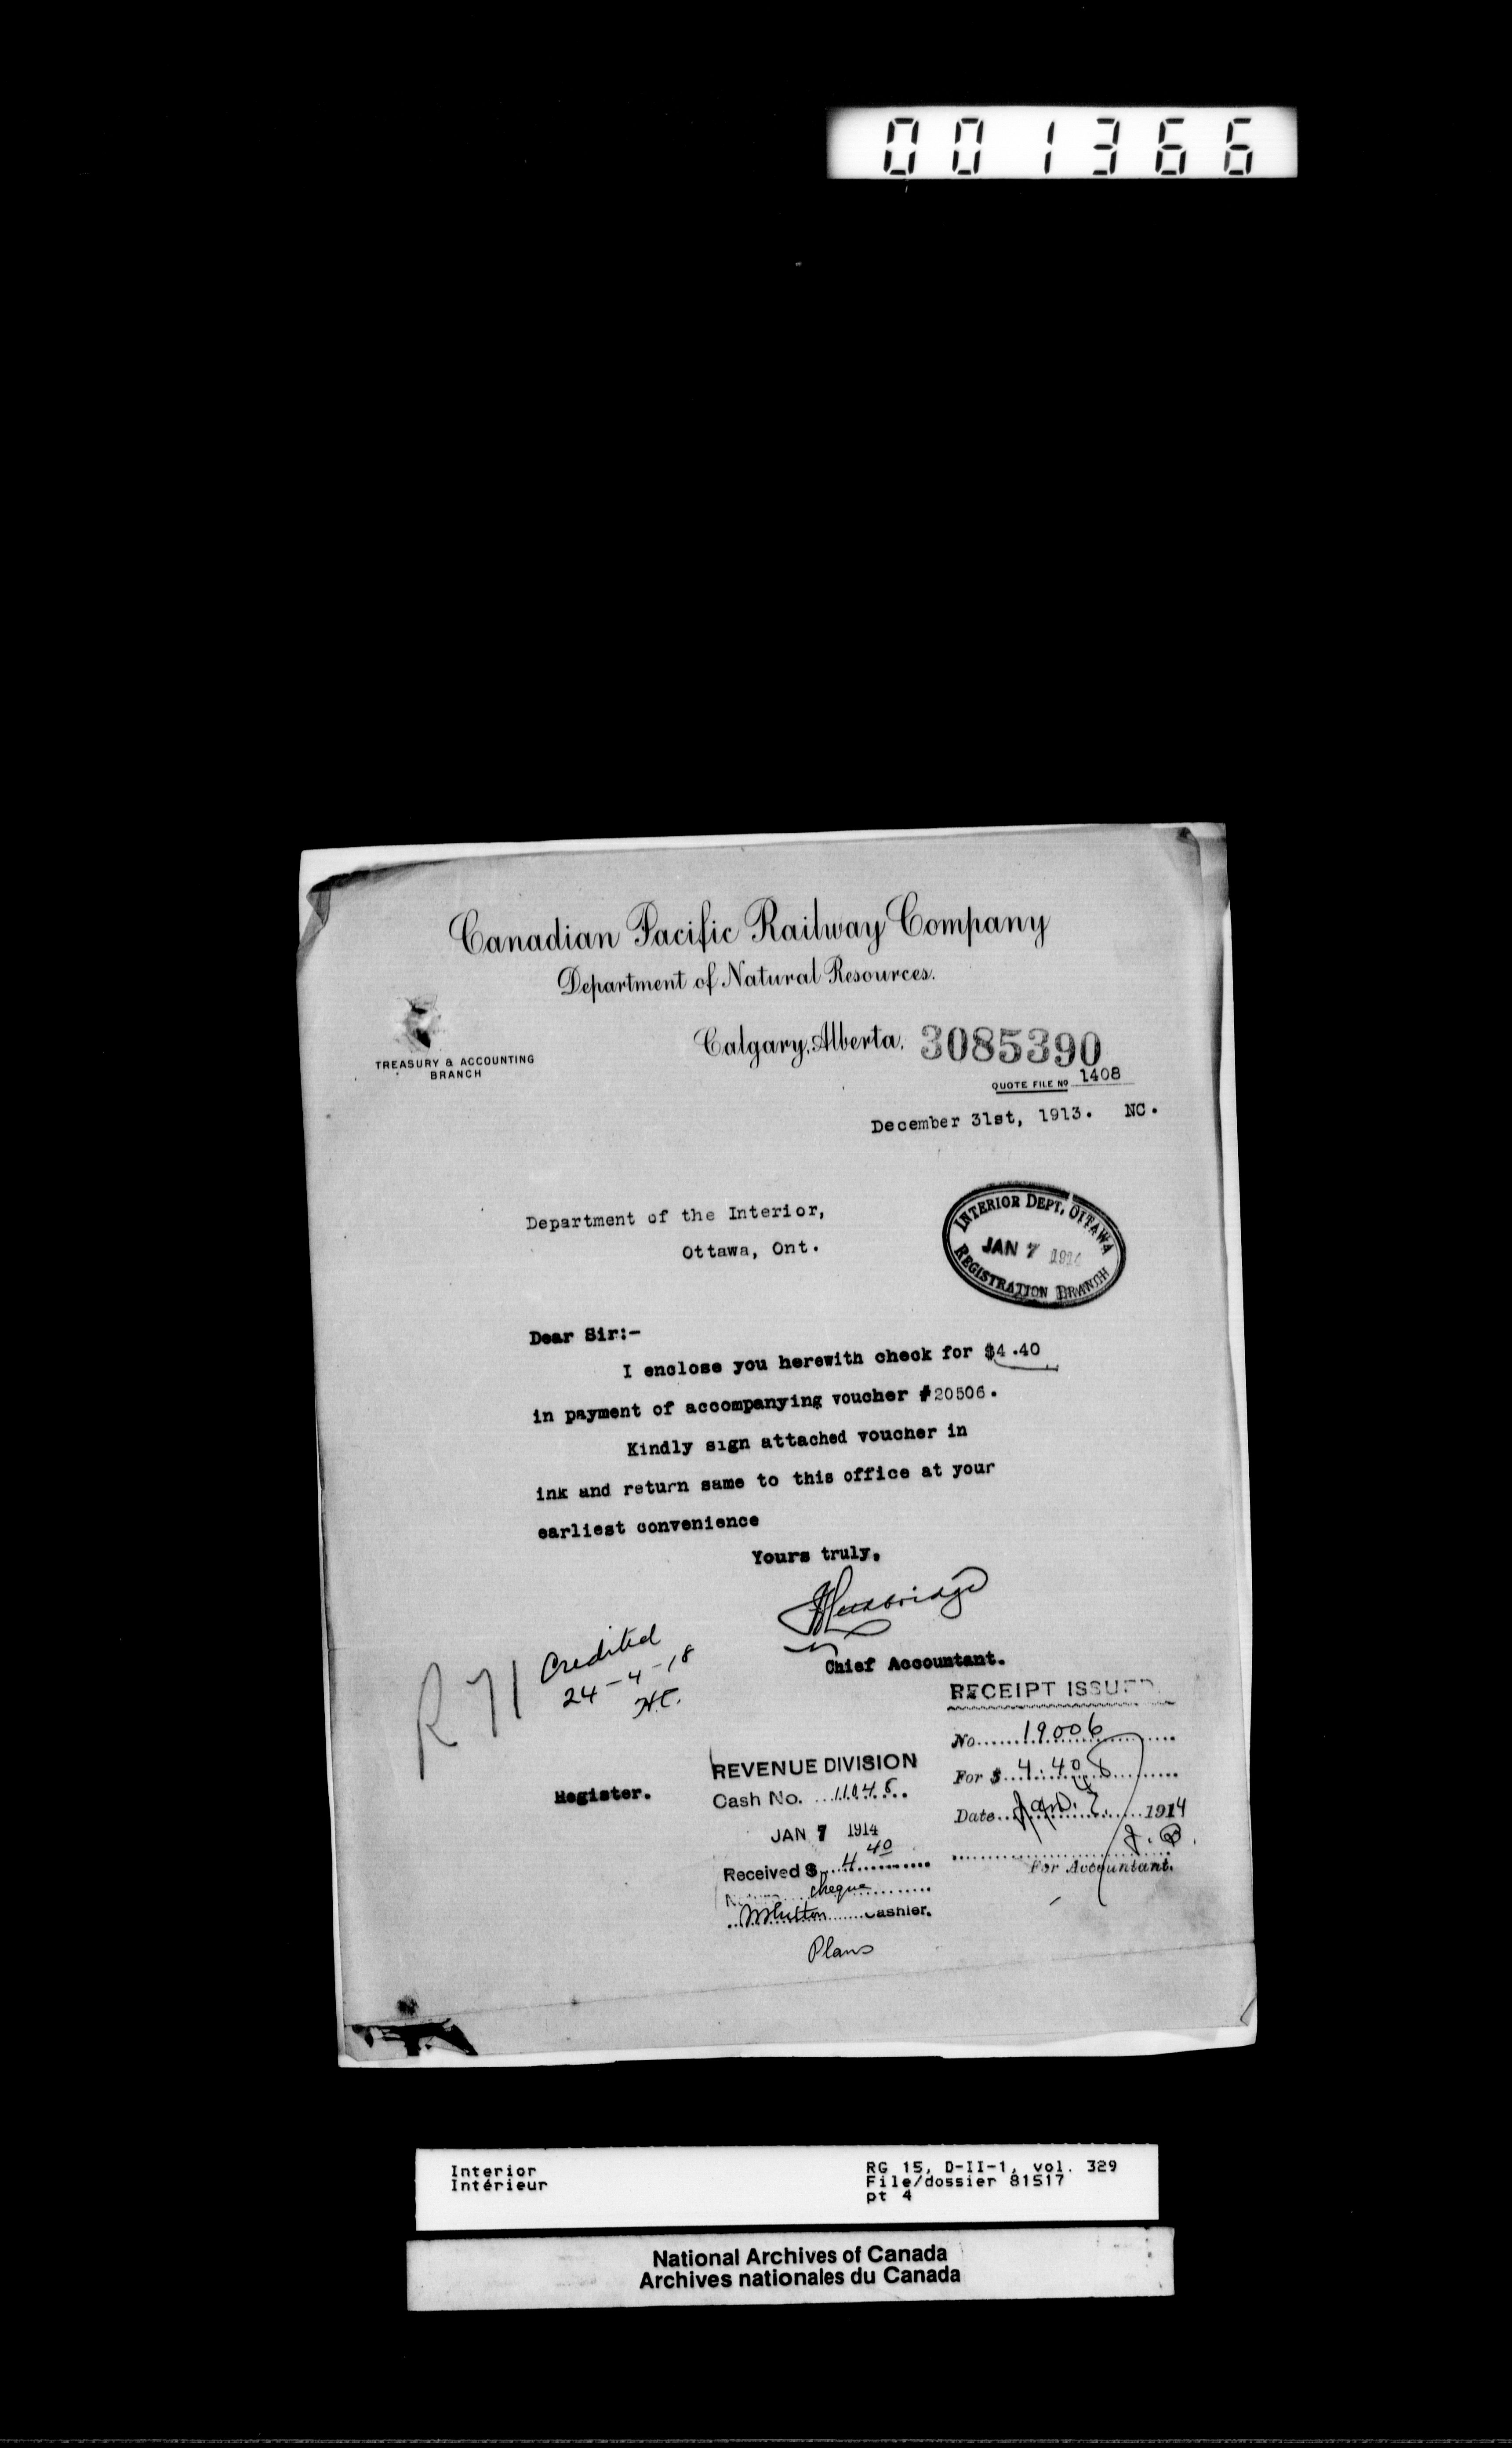 001366
Canadian Pacific Railway Company
Department of Natural Resources.
Calgary, Alberta. 3085390
TREASURY & ACCOUNTING
BRANCH
QUOTE FILE NO 1408
December 31st, 1913. NC.
Department of the Interior,
Ottawa, Ont.
INTERIOR DEPT, OTTAWA
JAN 7 1914
REGISTRATION BRANCH
Dear Sir:-
I enclose you herewith check for $4.40
in payment of accompanying voucher #20506.
Kindly sign attached voucher in
ink and return same to this office at your
earliest convenience
Yours truly,
Chief Accountant.
R 71 Credited
24-4-18
H.C.
RECEIPT ISSUED
No 19006
For $ 4.40
Date Jan. 7. 1914
For Accountant.
Register.
REVENUE DIVISION
Cash No. 11048
JAN 7 1914
Received $ 4 40
cheque
Cashier.
Plans
Interior
Intérieur
RG 15, D-II-1, vol. 329
File/dossier 81517
pt 4
National Archives of Canada
Archives nationales du Canada